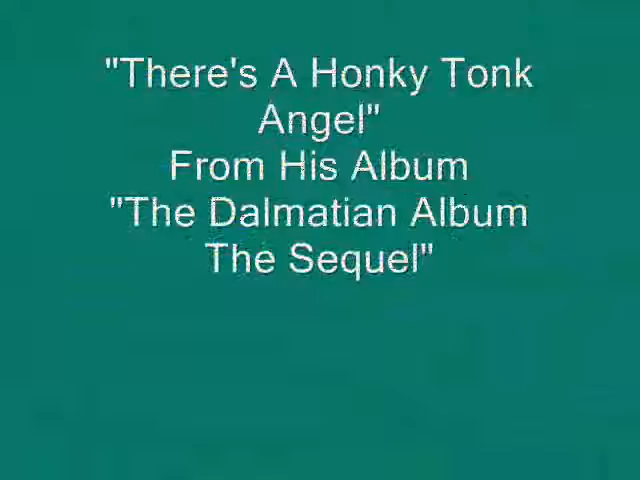 "There's A Honky Tonk
Angel"
From His Album
"The Dalmatian Album
The Sequel"